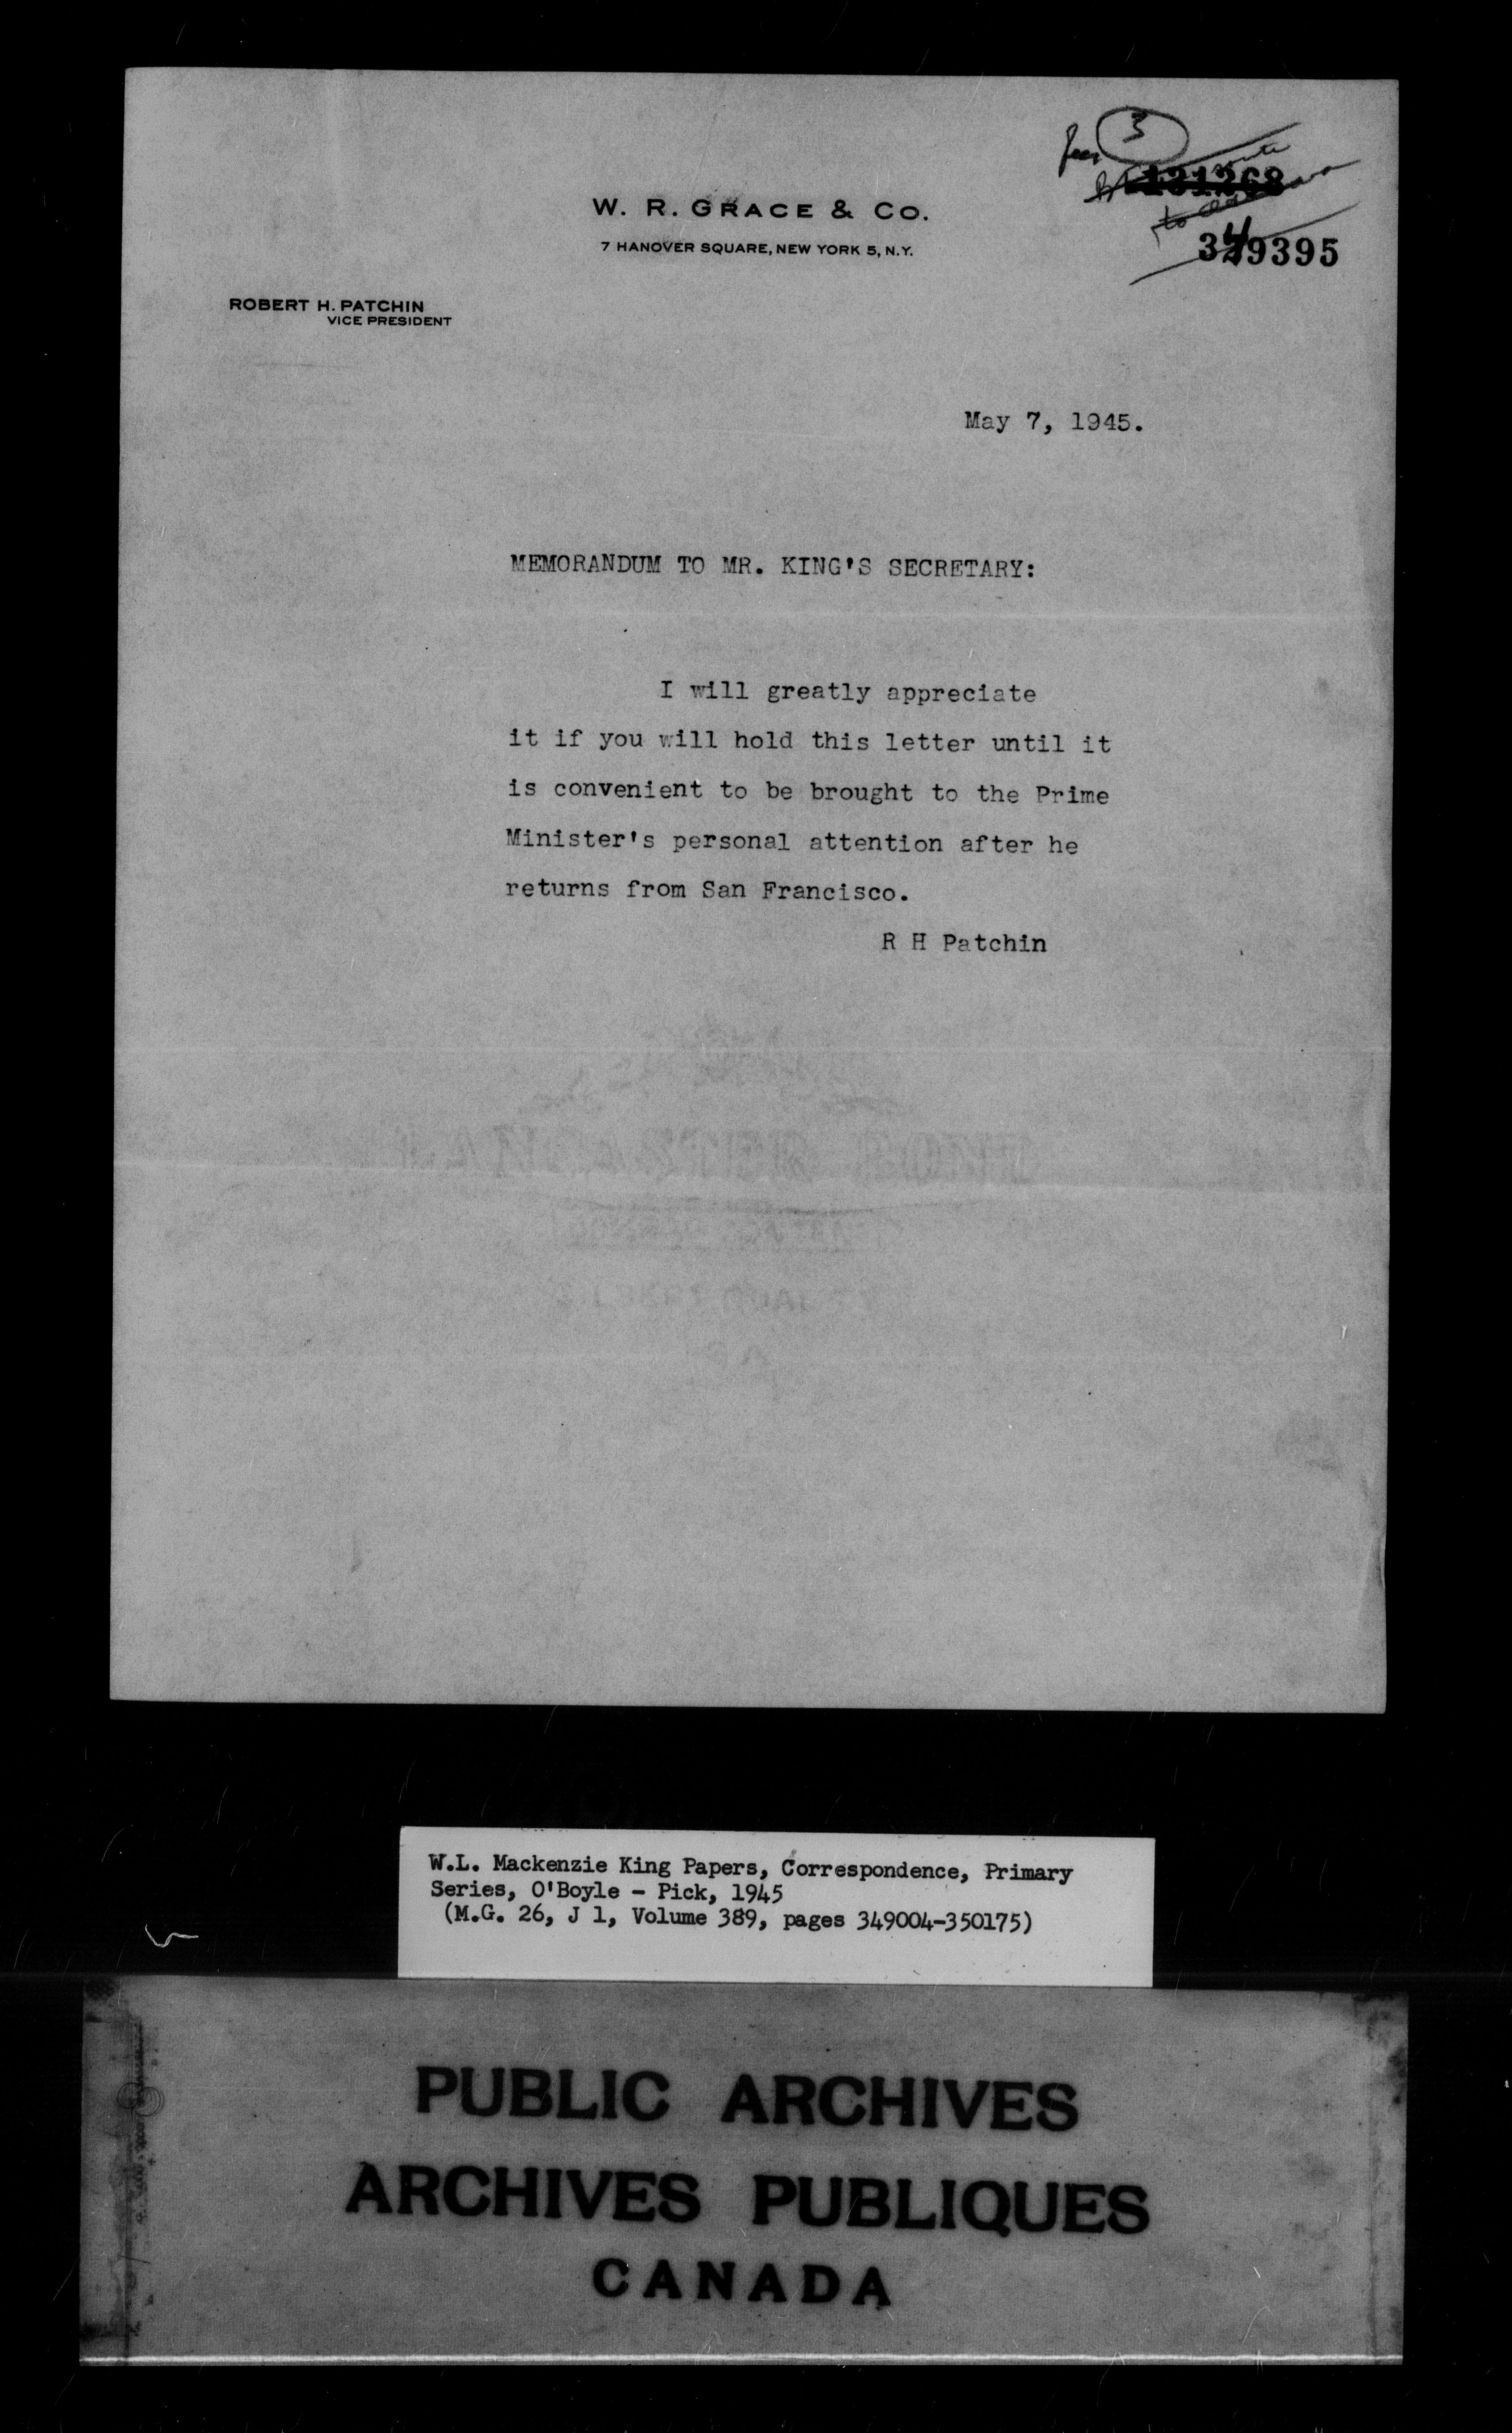 3
131268
349395
W. R. GRACE & CO.
7 HANOVER SQUARE, NEW YORK 5, N.Y.
ROBERT H. PATCHIN
VICE PRESIDENT
May 7, 1945.
MEMORANDUM TO MR. KING'S SECRETARY:
I will greatly appreciate
it if you will hold this letter until it
is convenient to be brought to the Prime
Minister's personal attention after he
returns from San Francisco.
R H Patchin
W.L. Mackenzie King Papers, Correspondence, Primary
Series, O'Boyle - Pick, 1945
(M.G. 26, J 1, Volume 389, pages 349004-350175)
PUBLIC ARCHIVES
ARCHIVES PUBLIQUES
CANADA